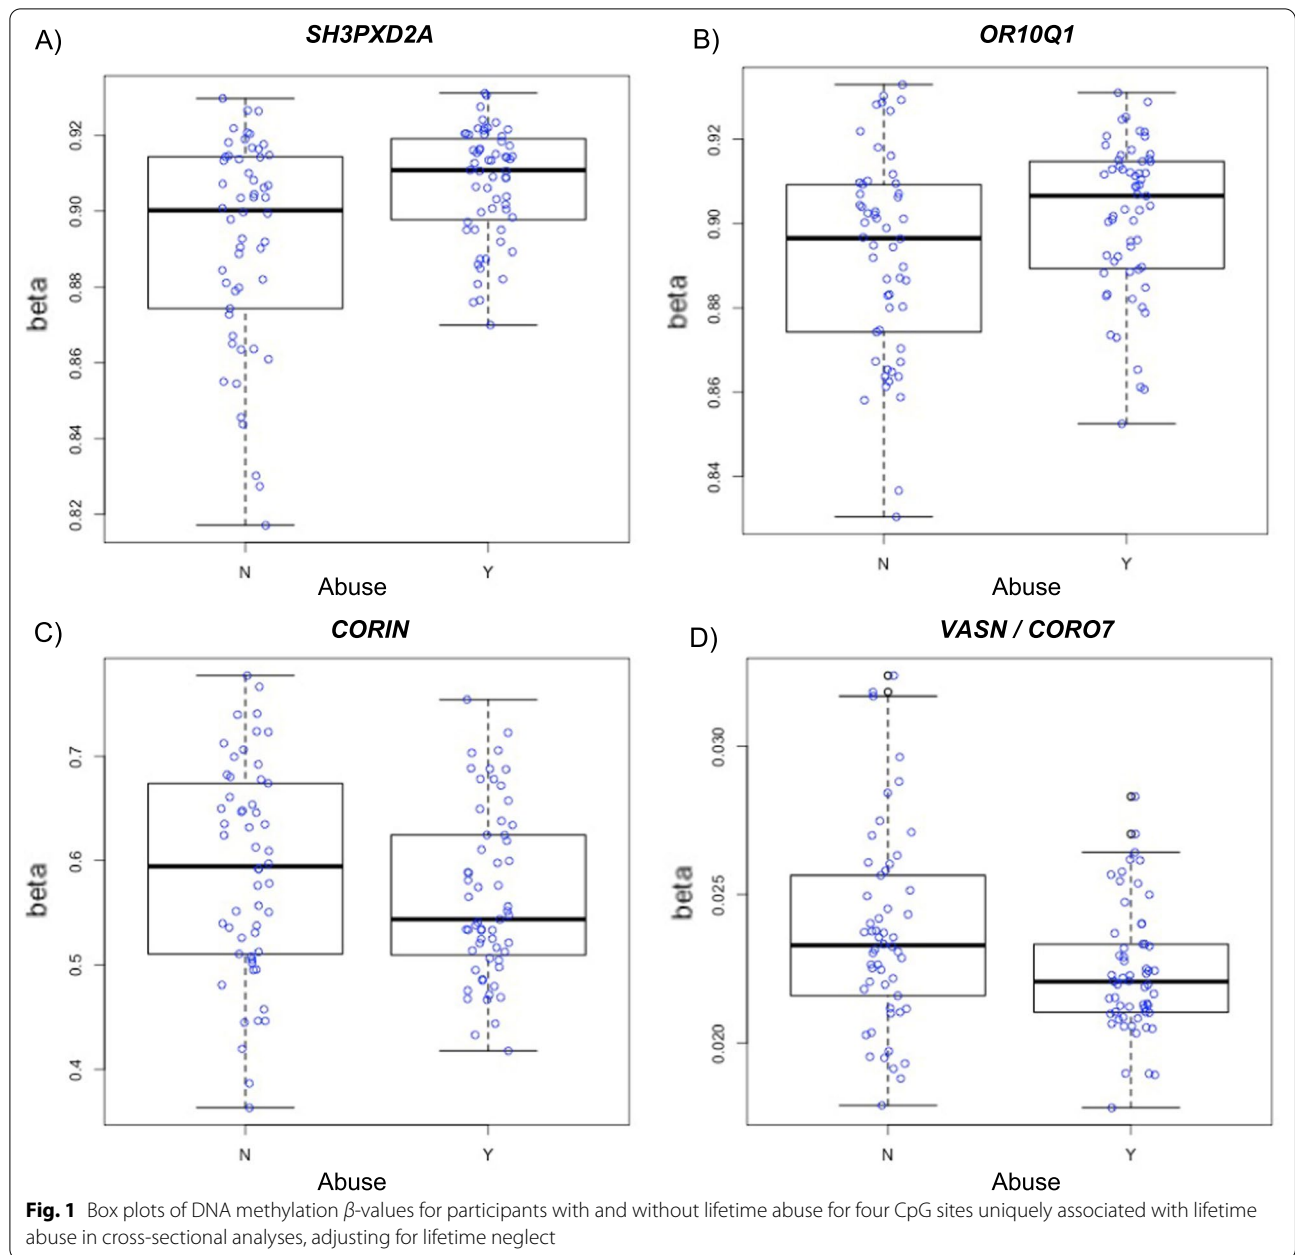 A) SH3PXD2A
beta
0.92
0.90
0.88
0.86
0.84
0.82
N Y
Abuse
B) OR10Q1
beta
0.92
0.90
0.88
0.86
0.84
N Y
Abuse
C) CORIN
beta
0.7
0.6
0.5
0.4
N Y
Abuse
D) VASN / CORO7
beta
0.030
0.025
0.020
N Y
Abuse
Fig. 1 Box plots of DNA methylation β-values for participants with and without lifetime abuse for four CpG sites uniquely associated with lifetime
abuse in cross-sectional analyses, adjusting for lifetime neglect